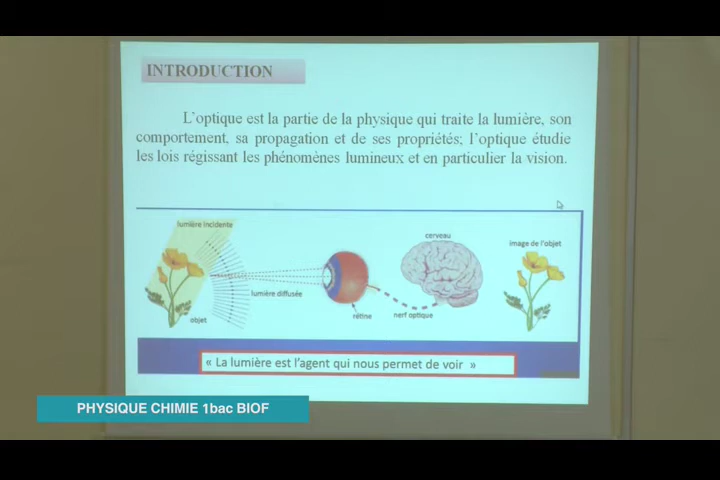 INTRODUCTION
L'optique est la partie de la physique qui traite la lumière, son
comportement, sa propagation et de ses propriétés; l'optique étudie
les lois régissant les phénomènes lumineux et en particulier la vision.
lumière incidente
cerveau
image de l'objet
lumière diffusée
objet
rétine
nerf optique
« La lumière est l'agent qui nous permet de voir »
PHYSIQUE CHIMIE 1bac BIOF